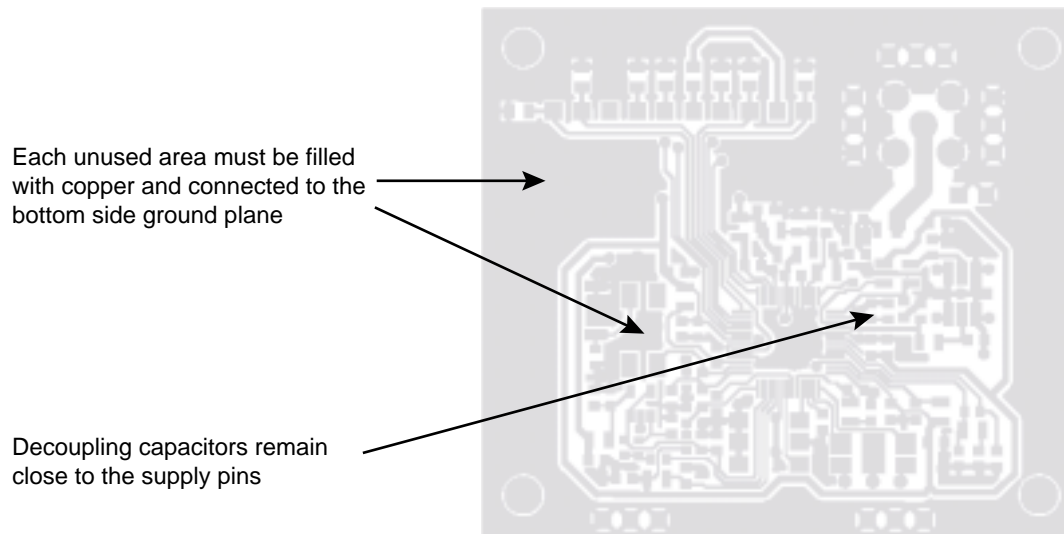 Each unused area must be filled
with copper and connected to the
bottom side ground plane
Decoupling capacitors remain
close to the supply pins